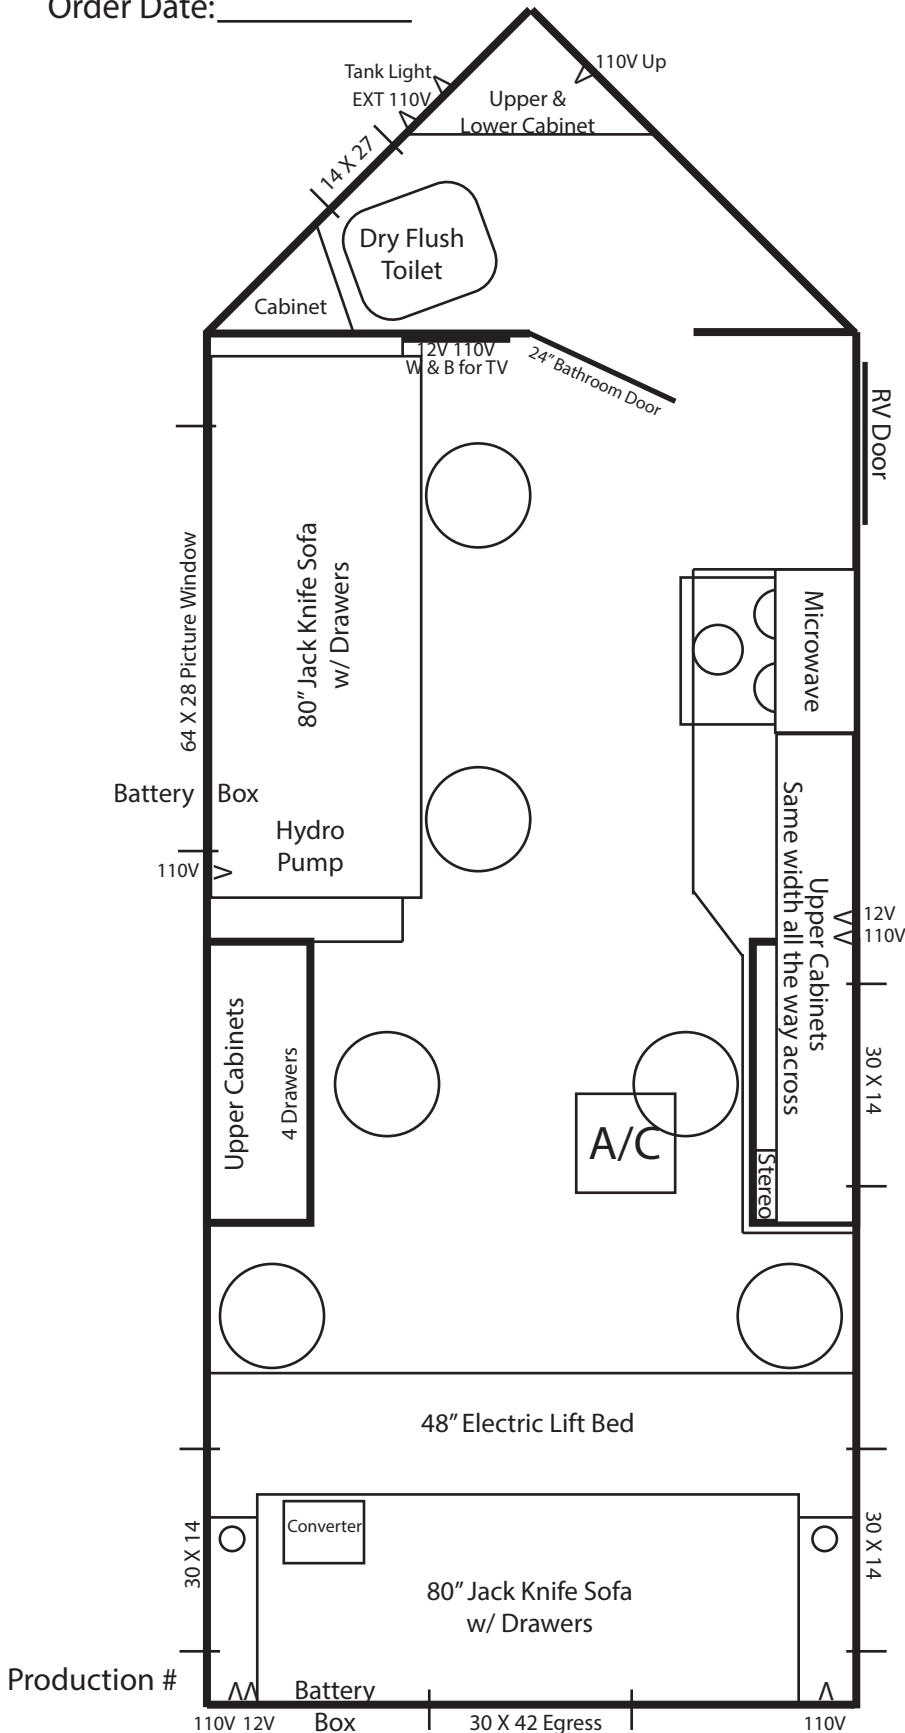 Order Date:
Tank Light
EXT 110V
110V Up
Upper &
Lower Cabinet
14 X 27
Dry Flush
Toilet
Cabinet
12V 110V
W & B for TV
24” Bathroom Door
RV Door
80” Jack Knife Sofa
w/ Drawers
64 X 28 Picture Window
Microwave
Battery Box
Hydro
Pump
110V
Upper Cabinets
Same width all the way across
12V
110V
Upper Cabinets
4 Drawers
30 X 14
A/C
Stereo
48” Electric Lift Bed
Converter
30 X 14
30 X 14
80” Jack Knife Sofa
w/ Drawers
Production #
Battery
Box
110V 12V
30 X 42 Egress
110V